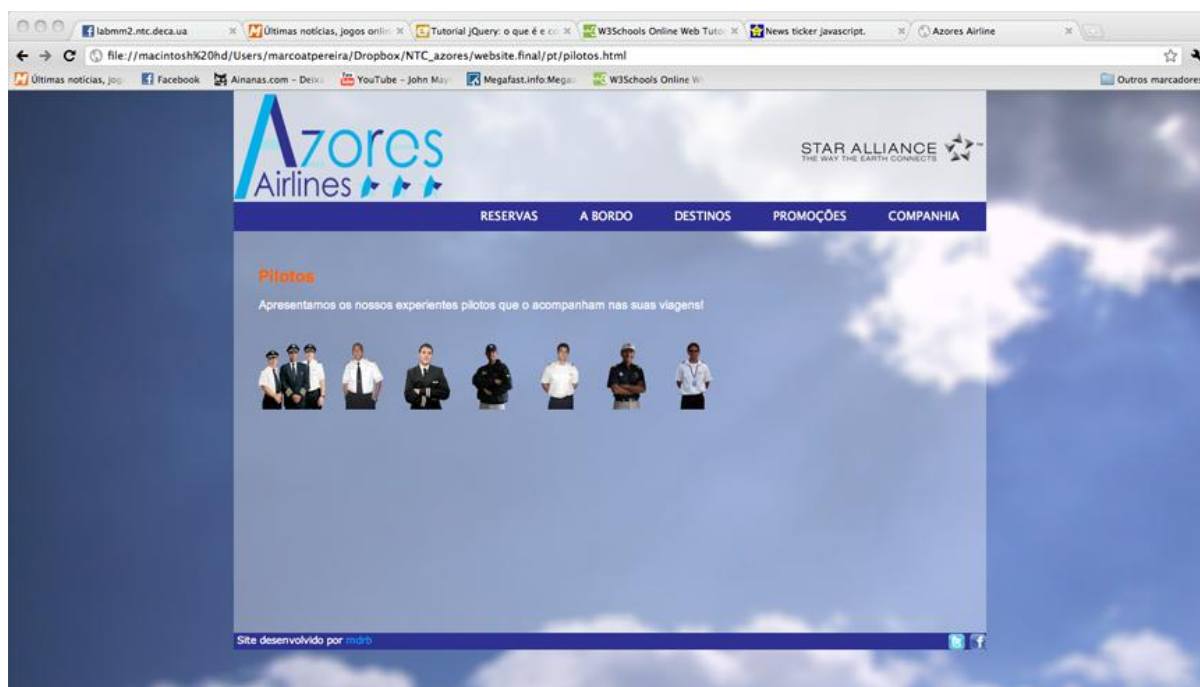 labmm2.ntc.deca.ua
Últimas notícias, jogos onlin
Tutorial jQuery: o que é e co
W3Schools Online Web Tuto
News ticker javascript.
Azores Airline
file://macintosh%20hd/Users/marcoatpereira/Dropbox/NTC_azores/website.final/pt/pilotos.html
Últimas notícias, jog
Facebook
Ainanas.com - Deix
YouTube - John May
Megafast.info:Mega
W3Schools Online W
Outros marcadores
Azores
Airlines
STAR ALLIANCE
THE WAY THE EARTH CONNECTS
RESERVAS
A BORDO
DESTINOS
PROMOÇÕES
COMPANHIA
Pilotos
Apresentamos os nossos experientes pilotos que o acompanham nas suas viagens!
Site desenvolvido por mdrb